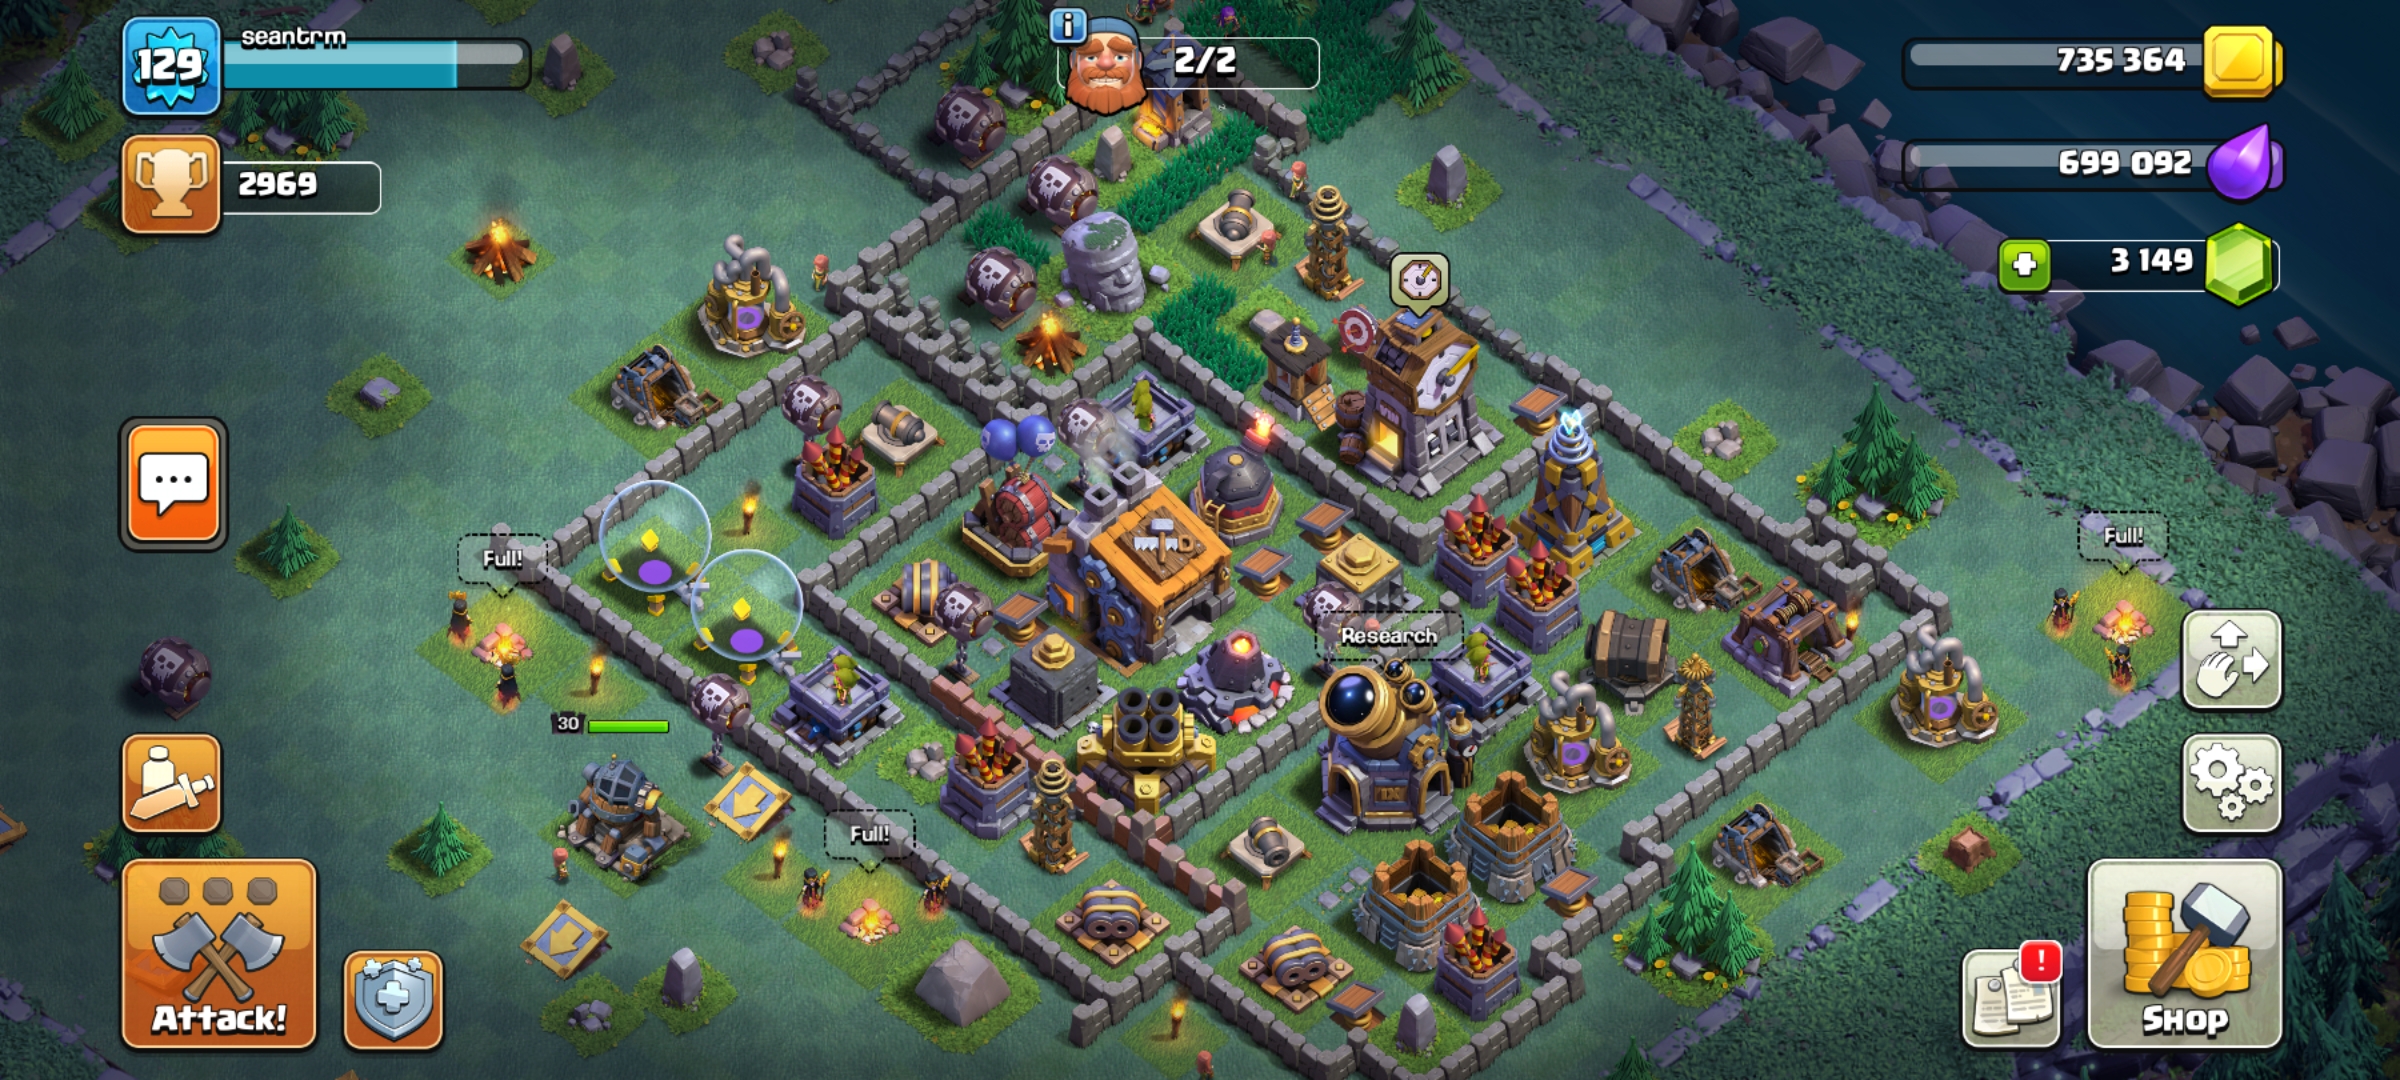 129
seantrm
2/2
735 364
2969
699 092
3 149
Full!
Full!
Research
30
Full!
Attack!
!
Shop